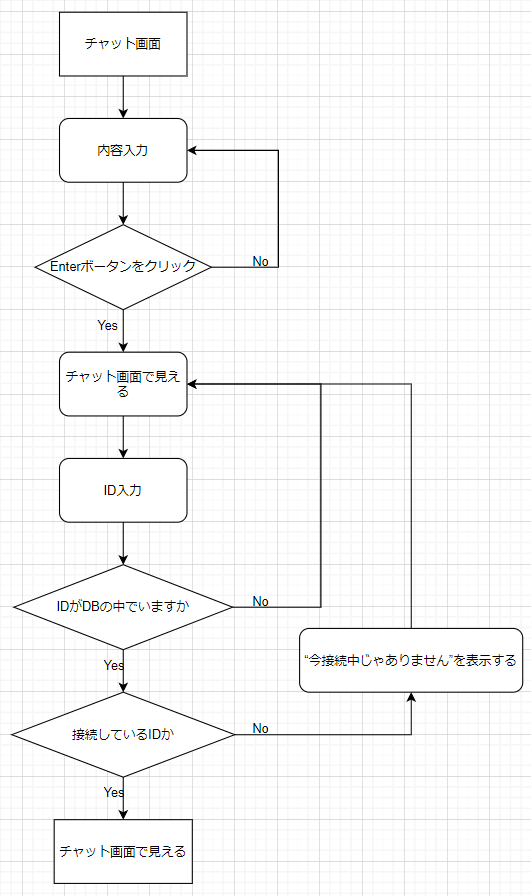 チャット画面
内容入力
Enterボータンをクリック
No
Yes
チャット画面で見え
る
ID入力
IDがDBの中でいますか
No
Yes
“今接続中じゃありません”を表示する
接続しているIDか
No
Yes
チャット画面で見える